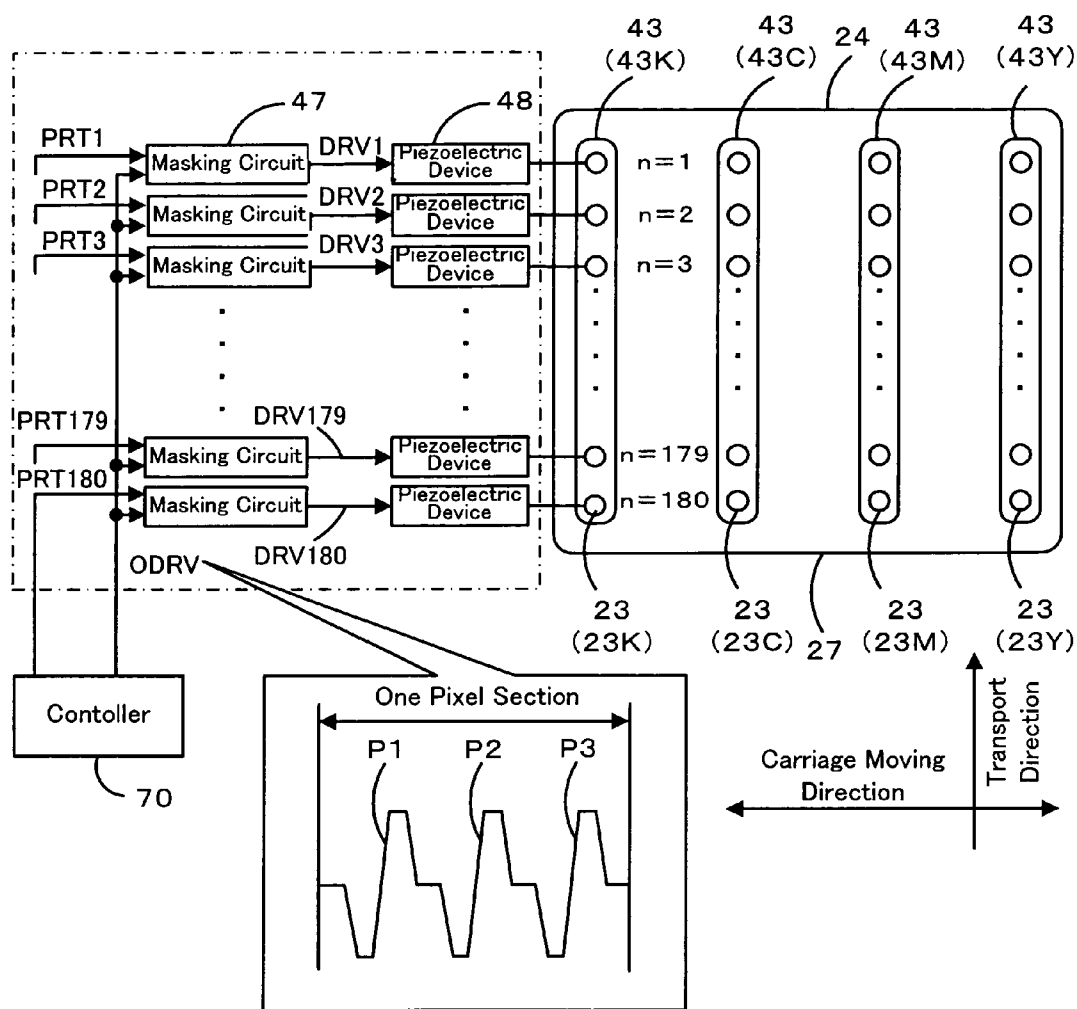 43 43 43 43
(43K) (43C) (43M) (43Y)
24
47 48
PRT1 Masking Circuit DRV1 Piezoelectric Device n=1
PRT2 Masking Circuit DRV2 Piezoelectric Device n=2
PRT3 Masking Circuit DRV3 Piezoelectric Device n=3
PRT179 Masking Circuit DRV179 Piezoelectric Device n=179
PRT180 Masking Circuit DRV180 Piezoelectric Device n=180
ODRV
23 23 27 23 23
(23K) (23C) (23M) (23Y)
Contoller
70
One Pixel Section
P1 P2 P3
Carriage Moving
Direction
Transport
Direction